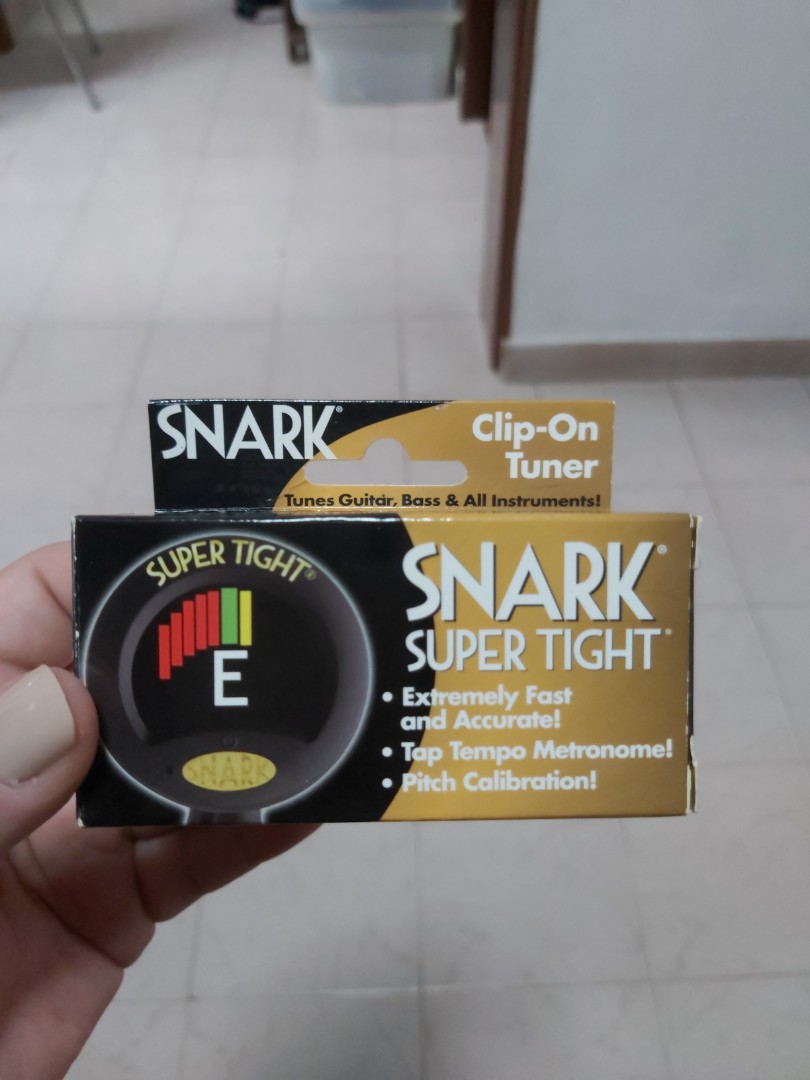 SNARK®
Clip-On
Tuner
Tunes Guitar, Bass & All Instruments!
SUPER TIGHT®
E
SNARK
SNARK®
SUPER TIGHT®
• Extremely Fast
and Accurate!
• Tap Tempo Metronome!
• Pitch Calibration!